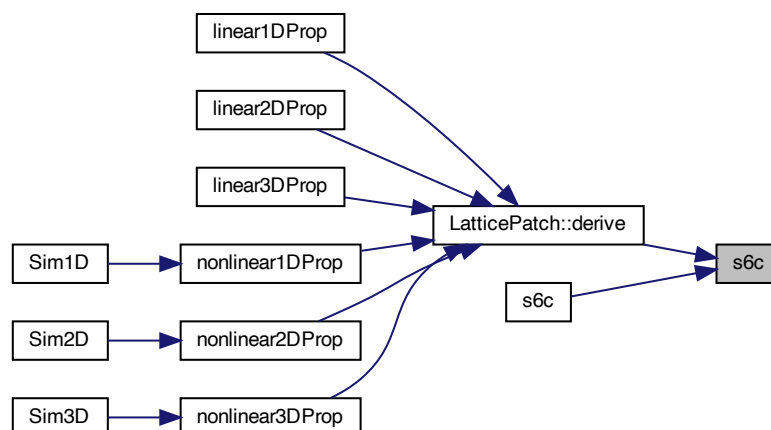 linear1DProp
linear2DProp
linear3DProp
LatticePatch::derive
Sim1D
nonlinear1DProp
s6c
s6c
Sim2D
nonlinear2DProp
Sim3D
nonlinear3DProp